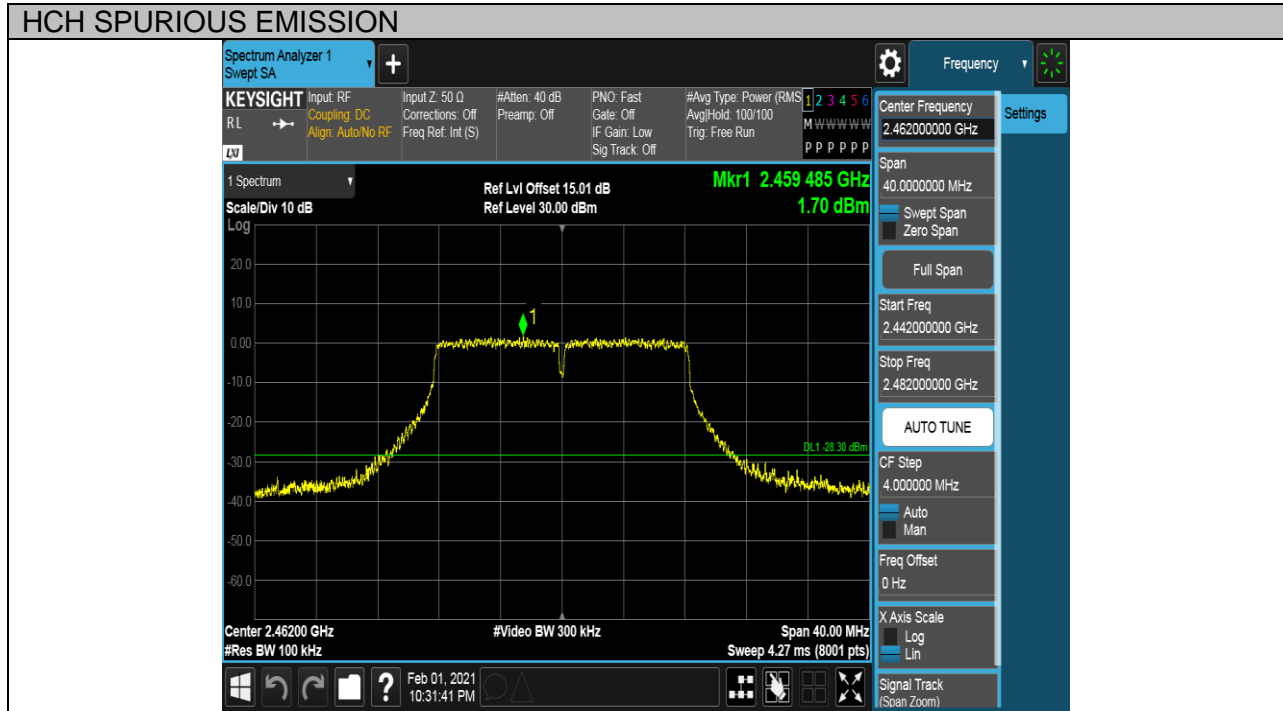 HCH SPURIOUS EMISSION
Spectrum Analyzer 1
Swept SA
+
Frequency
KEYSIGHT
RL
LXI
Input: RF
Coupling: DC
Align: Auto/No RF
Input Z: 50 Ω
Corrections: Off
Freq Ref: Int (S)
#Atten: 40 dB
Preamp: Off
PNO: Fast
Gate: Off
IF Gain: Low
Sig Track: Off
#Avg Type: Power (RMS
Avg|Hold: 100/100
Trig: Free Run
1 2 3 4 5 6
M W W W W W
P P P P P P
1 Spectrum
Scale/Div 10 dB
Log
Ref Lvl Offset 15.01 dB
Ref Level 30.00 dBm
Mkr1 2.459 485 GHz
1.70 dBm
20.0
10.0
0.00
-10.0
-20.0
-30.0
-40.0
-50.0
-60.0
1
DL1 -28.30 dBm
Center 2.46200 GHz
#Res BW 100 kHz
#Video BW 300 kHz
Span 40.00 MHz
Sweep 4.27 ms (8001 pts)
?
Feb 01, 2021
10:31:41 PM
Center Frequency
2.462000000 GHz
Settings
Span
40.0000000 MHz
Swept Span
Zero Span
Full Span
Start Freq
2.442000000 GHz
Stop Freq
2.482000000 GHz
AUTO TUNE
CF Step
4.000000 MHz
Auto
Man
Freq Offset
0 Hz
X Axis Scale
Log
Lin
Signal Track
(Span Zoom)